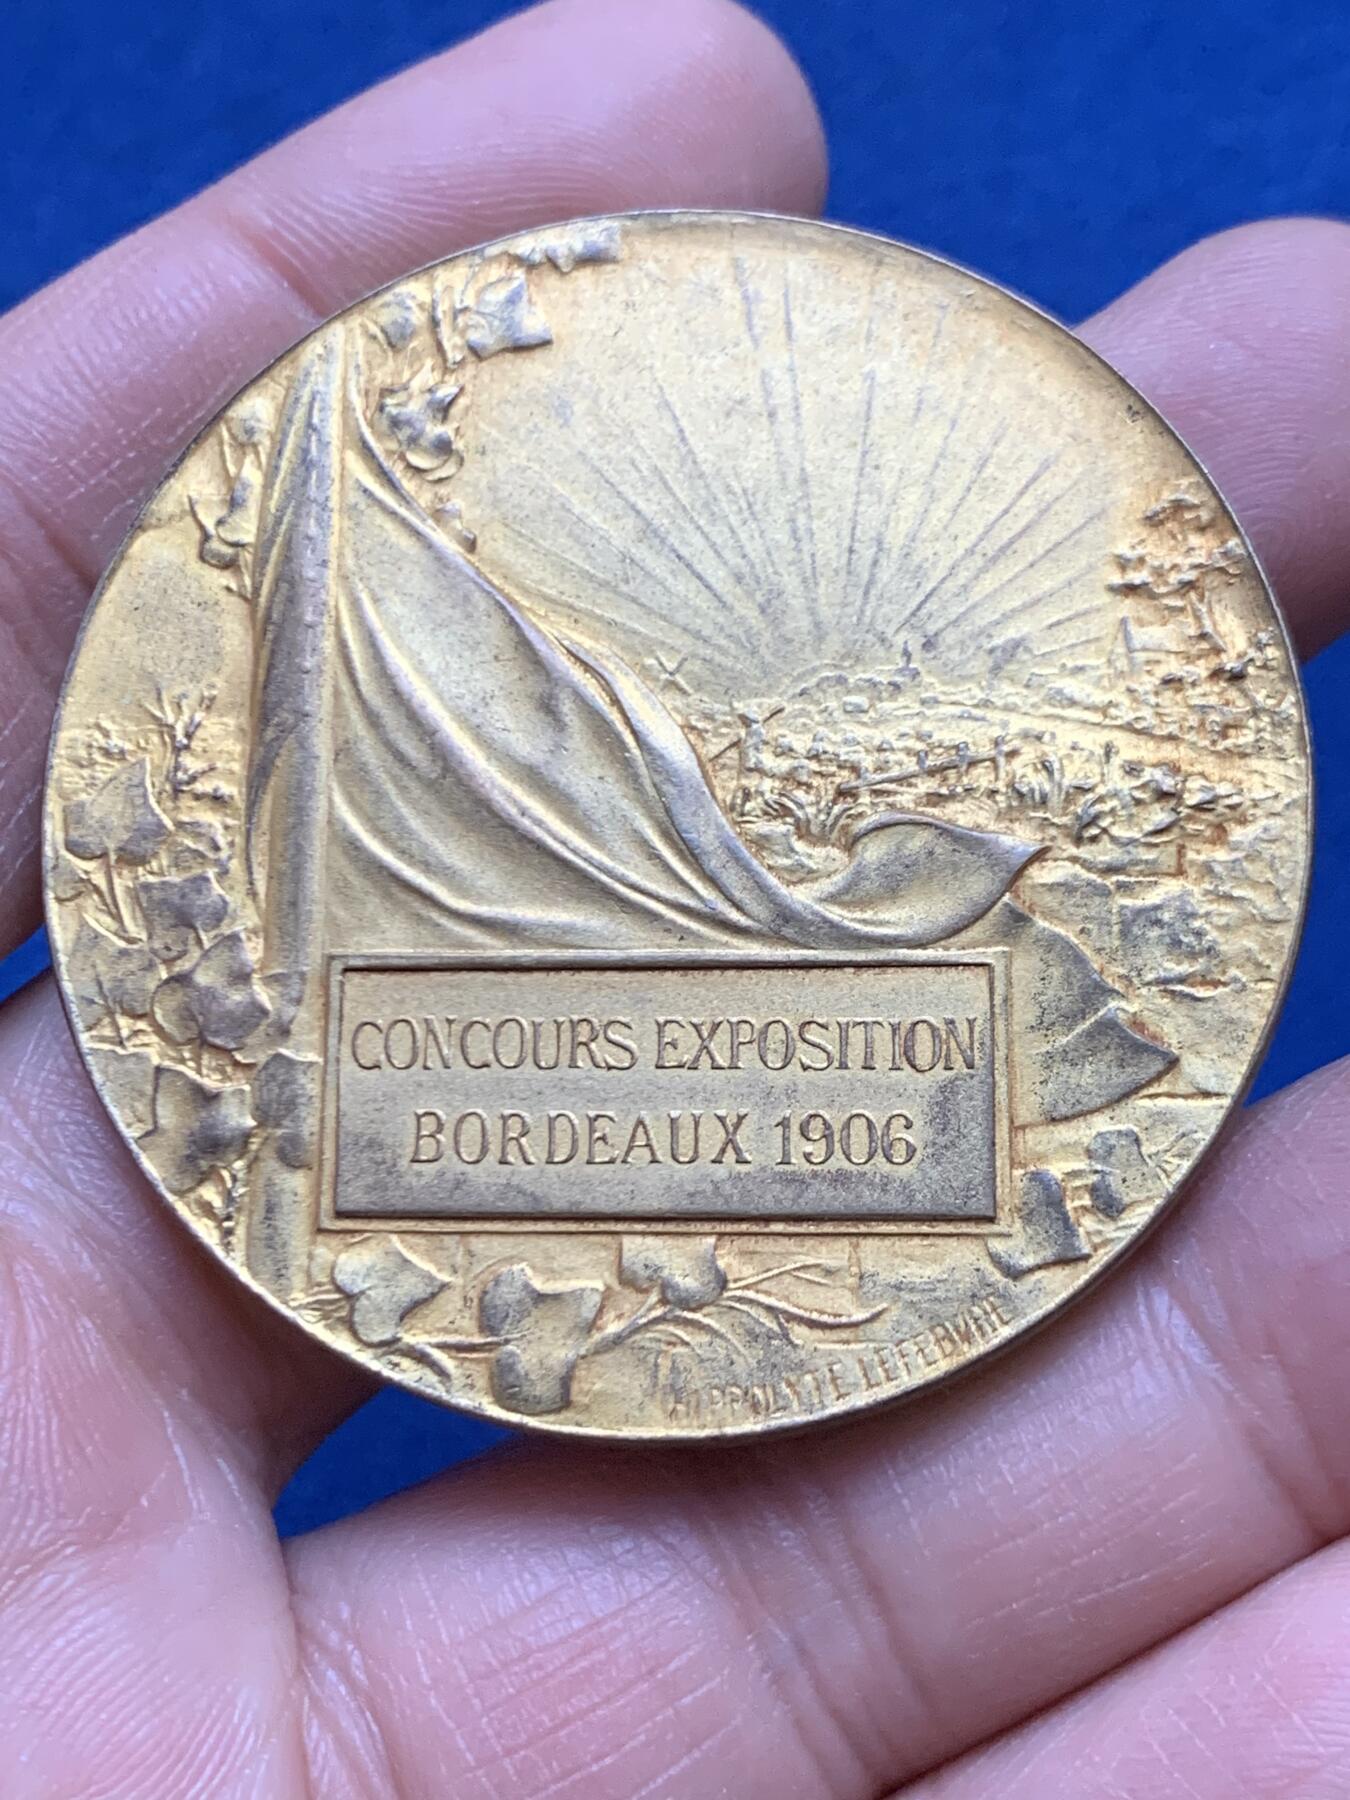 CONCOURS EXPOSITION
BORDEAUX 1906
HIPPOLYTE LEFEBVRE